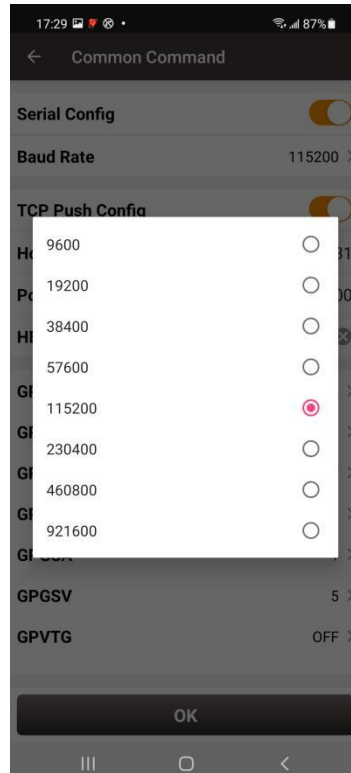 17:29 87%
Common Command
Serial Config
Baud Rate 115200
TCP Push Config
9600
19200
38400
57600
115200
230400
460800
921600
GPGSV 5
GPVTG OFF
OK